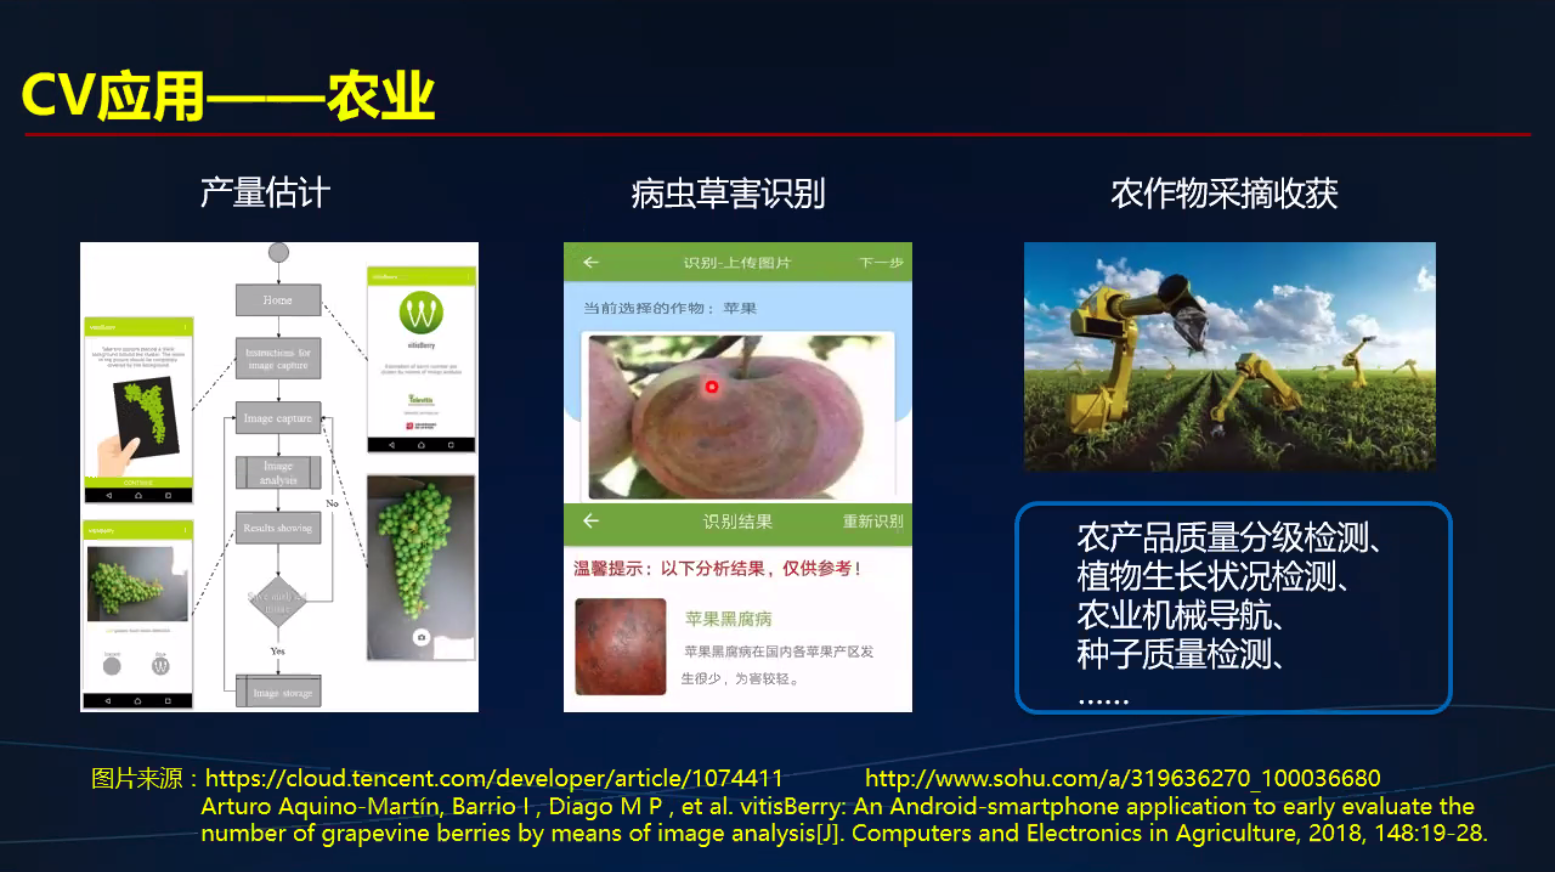 CV应用——农业
产量估计
病虫草害识别
农作物采摘收获
Home
Instructions for
image capture
Image capture
Image
analysis
Results showing
No
Yes
Image storage
vitisBerry
CONTINUE
识别-上传图片
下一步
当前选择的作物：苹果
识别结果
重新识别
温馨提示：以下分析结果，仅供参考！
苹果黑腐病
苹果黑腐病在国内各苹果产区发
生很少，为害较轻。
农产品质量分级检测、
植物生长状况检测、
农业机械导航、
种子质量检测、
……
图片来源：https://cloud.tencent.com/developer/article/1074411 http://www.sohu.com/a/319636270_100036680
Arturo Aquino-Martín, Barrio I , Diago M P , et al. vitisBerry: An Android-smartphone application to early evaluate the
number of grapevine berries by means of image analysis[J]. Computers and Electronics in Agriculture, 2018, 148:19-28.